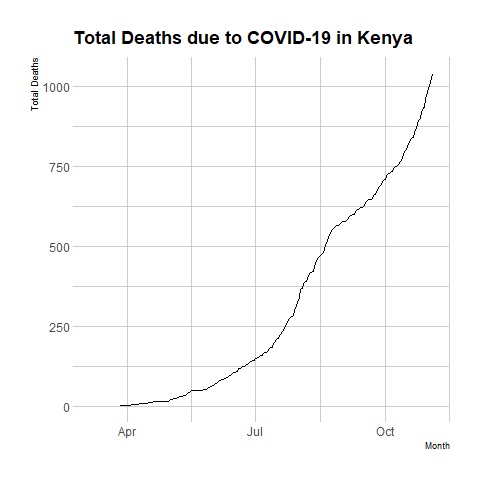 Total Deaths due to COVID-19 in Kenya
Total Deaths
1000
750
500
250
0
Apr Jul Oct
Month